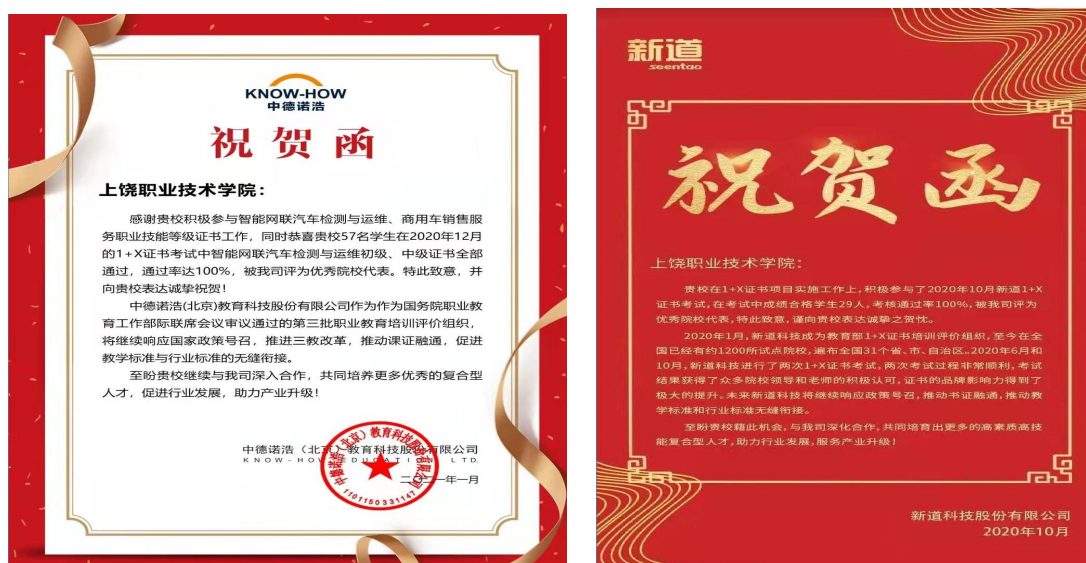 KNOW-HOW
中德诺浩
祝贺函
上饶职业技术学院：
感谢贵校积极参与智能网联汽车检测与运维、商用车销售服
务职业技能等级证书工作，同时恭喜贵校57名学生在2020年12月
的1+X证书考试中智能网联汽车检测与运维初级、中级证书全部
通过，通过率达100%，被我司评为优秀院校代表。特此致意，并
向贵校表达诚挚祝贺！
中德诺浩(北京)教育科技股份有限公司作为作为国务院职业教
育工作部际联席会议审议通过的第三批职业教育培训评价组织，
将继续响应国家政策号召，推进三教改革，推动课证融通，促进
教学标准与行业标准的无缝衔接。
至盼贵校继续与我司深入合作，共同培养更多优秀的复合型
人才，促进行业发展，助力产业升级！
中德诺浩（北京）教育科技股份有限公司
KNOW-HOW EDUCATION LTD.
二〇二一年一月
中德诺浩（北京）教育科技股份有限公司
1101150331147
新道
seentao
祝贺函
上饶职业技术学院：
贵校在1+X证书项目实施工作上，积极参与了2020年10月新道1+X
证书考试，在考试中成绩合格学生29人，考核通过率100%，被我司评为
优秀院校代表，特此致意，谨向贵校表达诚挚之贺忱。
2020年1月，新道科技成为教育部1+X证书培训评价组织，至今在全
国已经有约1200所试点院校，遍布全国31个省、市、自治区。2020年6月和
10月，新道科技进行了两次1+X证书考试，两次考试过程非常顺利，考试
结果获得了众多院校领导和老师的积极认可，证书的品牌影响力得到了
极大的提升。未来新道科技将继续响应政策号召，推动书证融通，推动教
学标准和行业标准无缝衔接。
至盼贵校藉此机会，与我司深化合作，共同培育出更多的高素质高技
能复合型人才，助力行业发展，服务产业升级！
新道科技股份有限公司
2020年10月